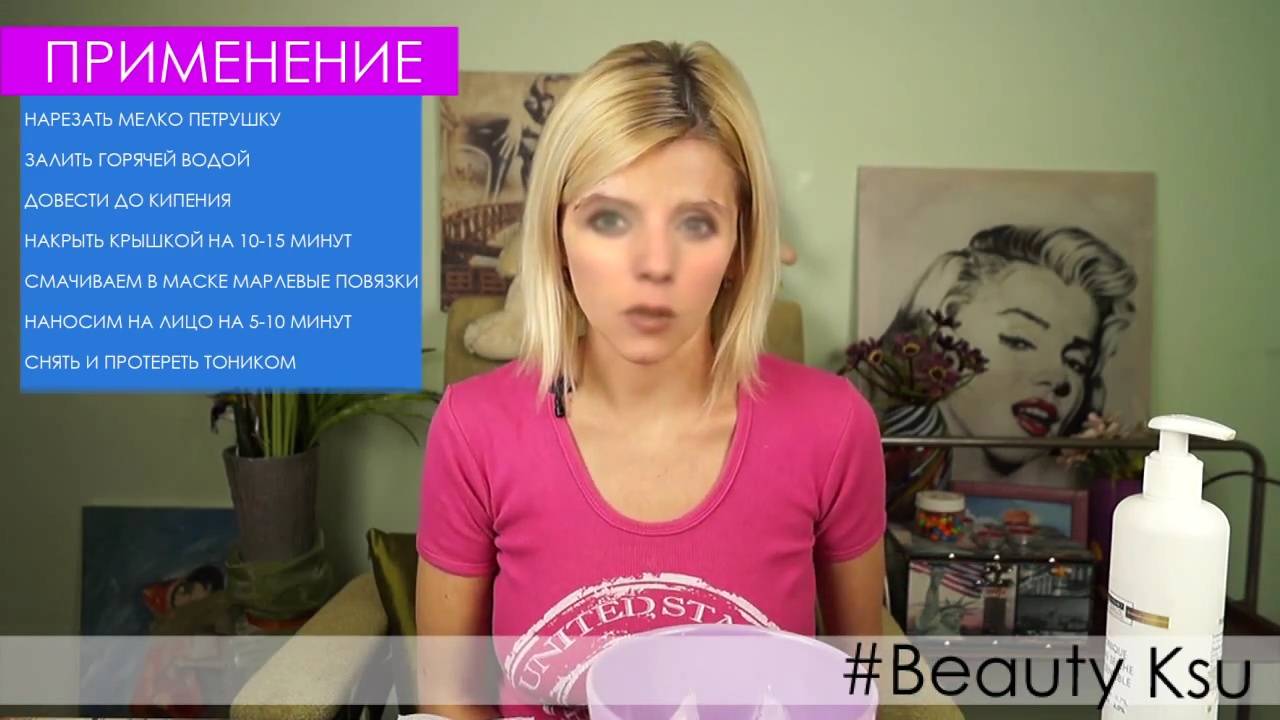 ПРИМЕНЕНИЕ
НАРЕЗАТЬ МЕЛКО ПЕТРУШКУ
ЗАЛИТЬ ГОРЯЧЕЙ ВОДОЙ
ДОВЕСТИ ДО КИПЕНИЯ
НАКРЫТЬ КРЫШКОЙ НА 10-15 МИНУТ
СМАЧИВАЕМ В МАСКЕ МАРЛЕВЫЕ ПОВЯЗКИ
НАНОСИМ НА ЛИЦО НА 5-10 МИНУТ
СНЯТЬ И ПРОТЕРЕТЬ ТОНИКОМ
UNITED
#Beauty Ksu